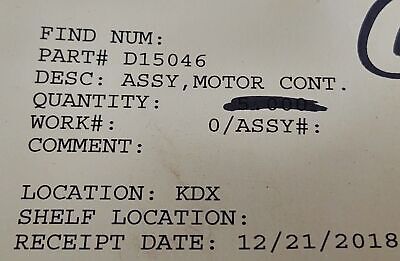 FIND NUM:
PART# D15046
DESC: ASSY,MOTOR CONT.
QUANTITY:
WORK#: 0/ASSY#:
COMMENT:
LOCATION: KDX
SHELF LOCATION:
RECEIPT DATE: 12/21/2018